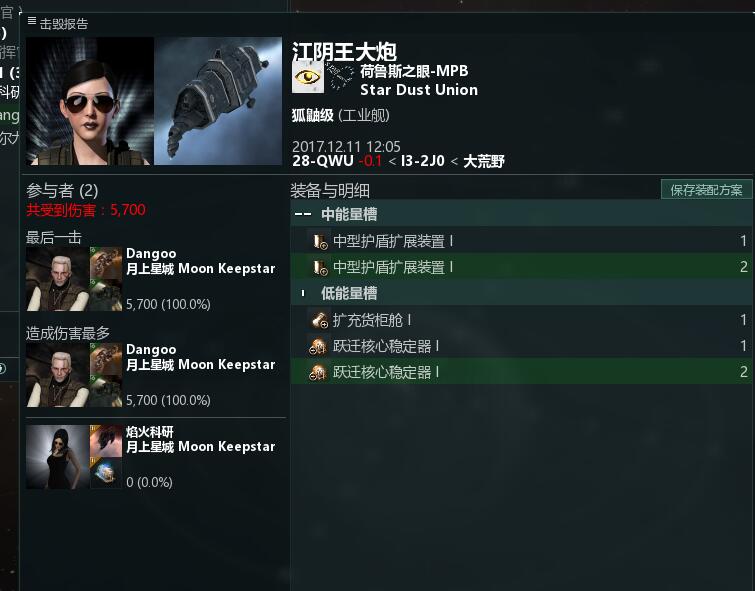 击毁报告
江阴王大炮
荷鲁斯之眼-MPB
Star Dust Union
狐鼬级 (工业舰)
2017.12.11 12:05
28-QWU -0.1 < I3-2J0 < 大荒野
参与者 (2)
共受到伤害：5,700
最后一击
Dangoo
月上星城 Moon Keepstar
5,700 (100.0%)
造成伤害最多
Dangoo
月上星城 Moon Keepstar
5,700 (100.0%)
焰火科研
月上星城 Moon Keepstar
0 (0.0%)
装备与明细
保存装配方案
中能量槽
中型护盾扩展装置 I 1
中型护盾扩展装置 I 2
低能量槽
扩充货柜舱 I 1
跃迁核心稳定器 I 1
跃迁核心稳定器 I 2